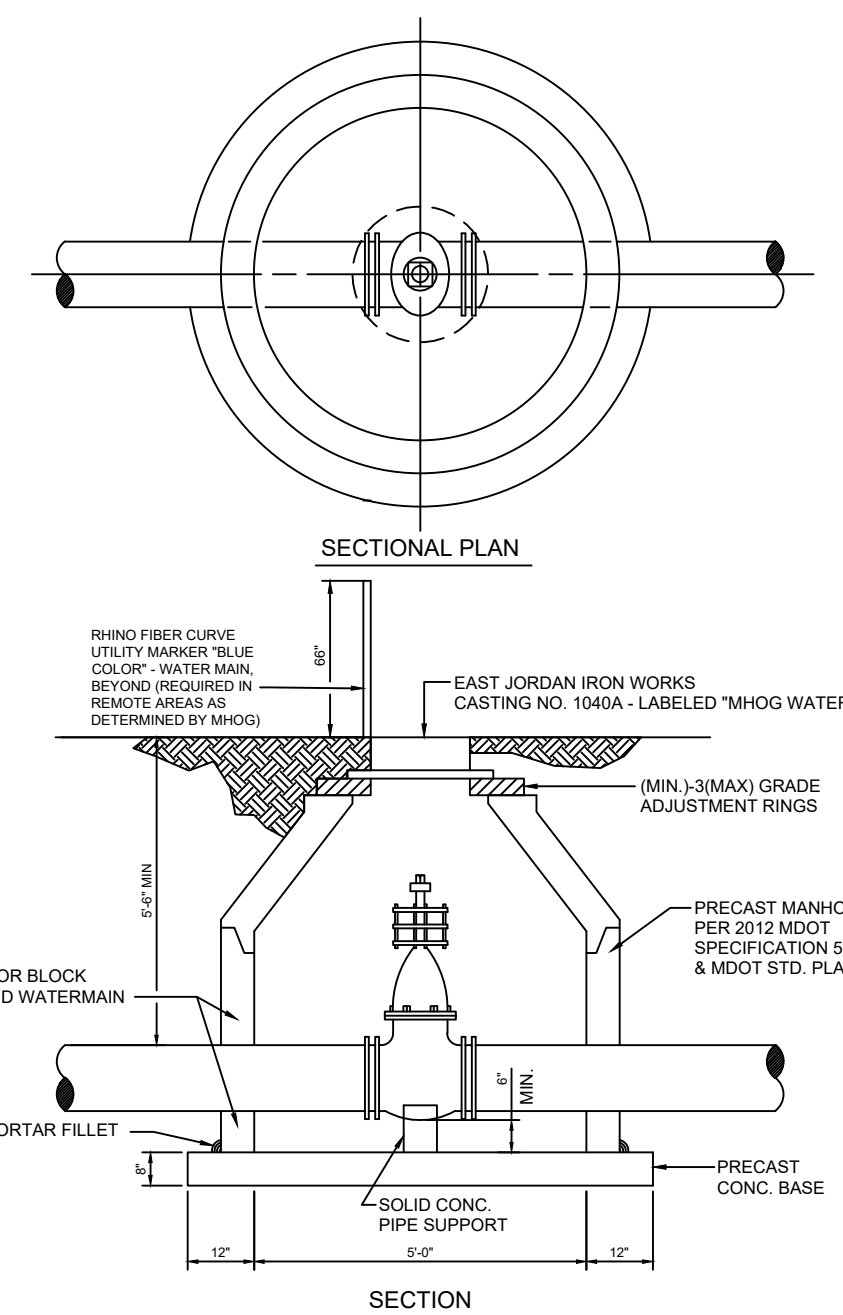 SECTIONAL PLAN
RHINO FIBER CURVE
UTILITY MARKER "BLUE
COLOR" - WATER MAIN,
BEYOND (REQUIRED IN
REMOTE AREAS AS
DETERMINED BY MHOG)
66"
EAST JORDAN IRON WORKS
CASTING NO. 1040A - LABELED "MHOG WATER
(MIN.)-3(MAX) GRADE
ADJUSTMENT RINGS
5'-6" MIN
PRECAST MANHO
PER 2012 MDOT
SPECIFICATION 5
& MDOT STD. PLA
OR BLOCK
D WATERMAIN
6"
MIN.
ORTAR FILLET
8"
SOLID CONC.
PIPE SUPPORT
PRECAST
CONC. BASE
12"
5'-0"
12"
SECTION